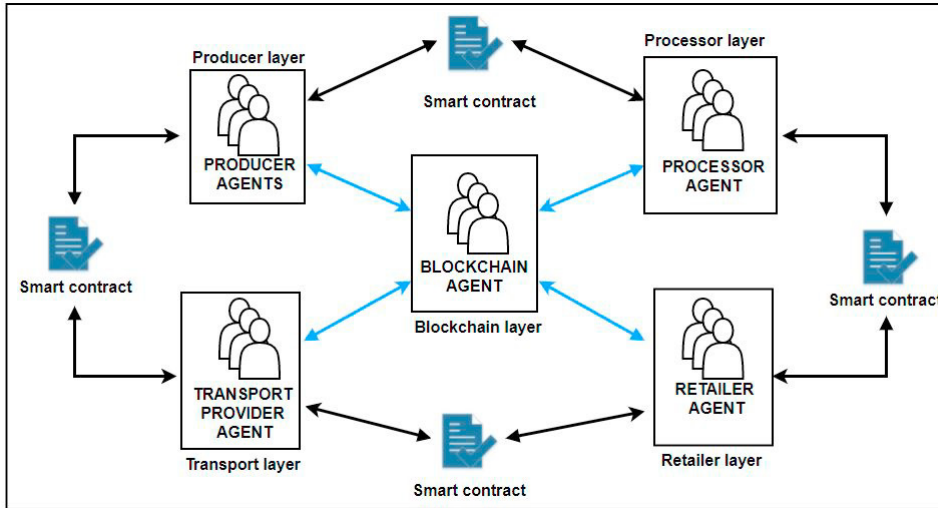 Producer layer
Processor layer
Smart contract
PRODUCER
AGENTS
PROCESSOR
AGENT
Smart contract
BLOCKCHAIN
AGENT
Blockchain layer
Smart contract
TRANSPORT
PROVIDER
AGENT
Transport layer
RETAILER
AGENT
Retailer layer
Smart contract